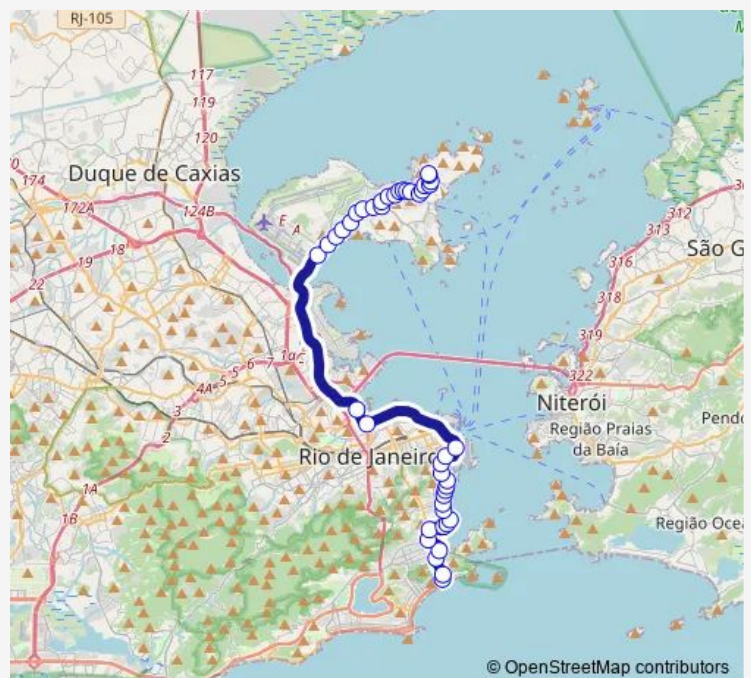 RJ-105
117
119
120
174
Duque de Caxias
172A
124B
18
19
22
E
A
312
313
São G
316
318
319
322
Niterói
Região Praias
da Baía
Pendo
4A
5
6
7
3
2
1A
1B
Rio de Janeiro
Região Ocea
© OpenStreetMap contributors